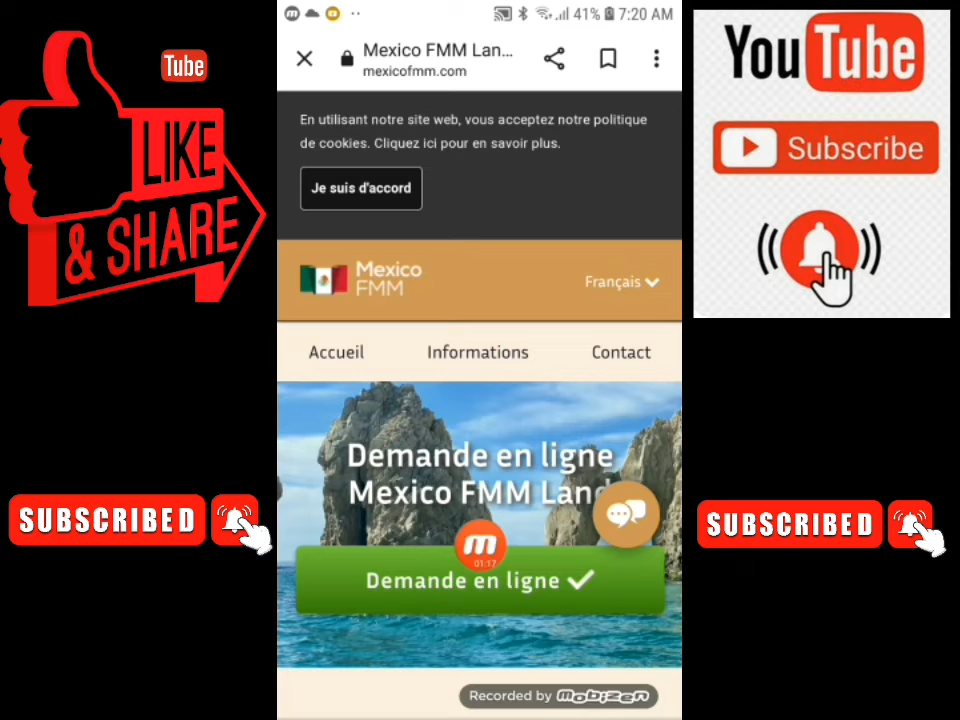 Tube
LIKE
& SHARE
SUBSCRIBED
41% 7:20 AM
Mexico FMM Lan...
mexicofmm.com
En utilisant notre site web, vous acceptez notre politique
de cookies. Cliquez ici pour en savoir plus.
Je suis d'accord
Mexico
FMM
Français
Accueil Informations Contact
Demande en ligne
Mexico FMM Land
m
01:17
Demande en ligne
Recorded by mobizen
YouTube
Subscribe
SUBSCRIBED